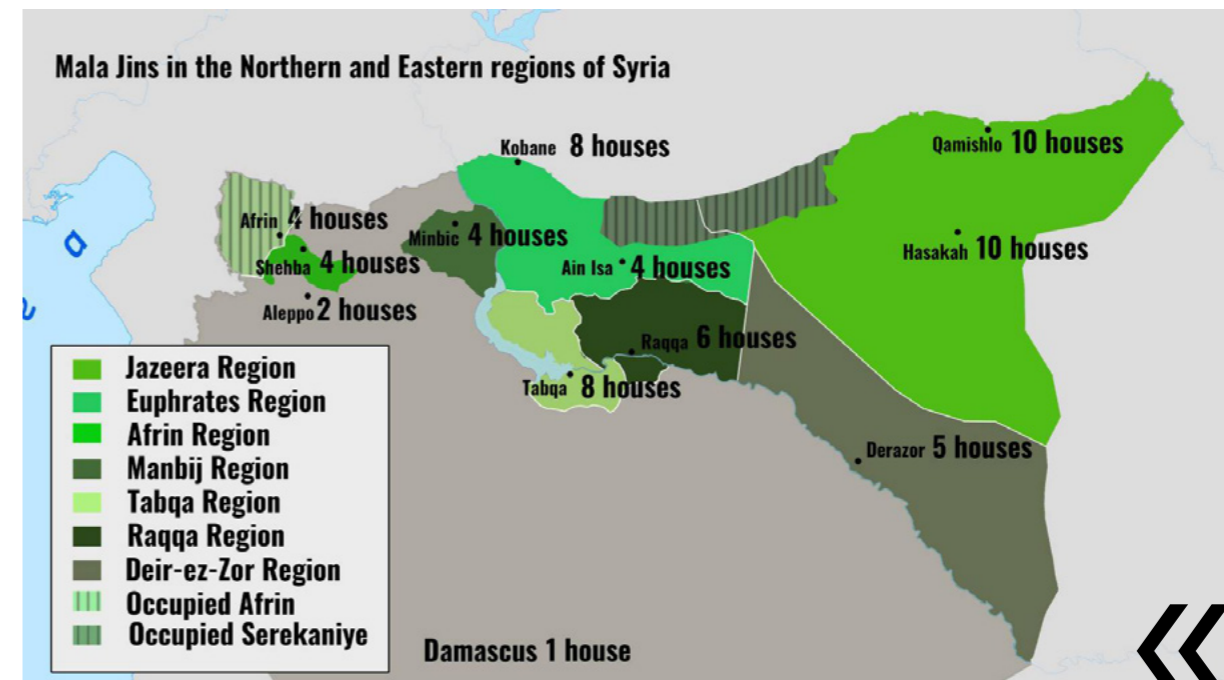 Mala Jins in the Northern and Eastern regions of Syria
Kobane 8 houses
Qamishlo 10 houses
Afrin 4 houses
Minbic 4 houses
Hasakah 10 houses
Shehba 4 houses
Ain Isa 4 houses
Aleppo 2 houses
Raqqa 6 houses
Tabqa 8 houses
Derazor 5 houses
Jazeera Region
Euphrates Region
Afrin Region
Manbij Region
Tabqa Region
Raqqa Region
Deir-ez-Zor Region
Occupied Afrin
Occupied Serekaniye
Damascus 1 house
«